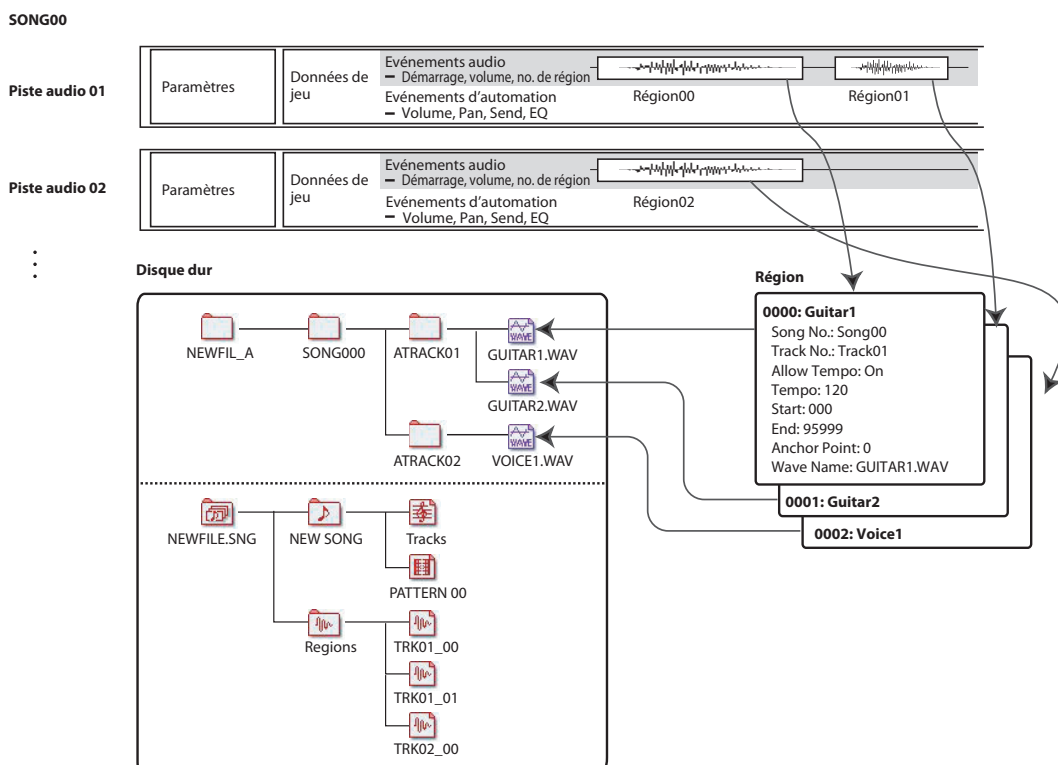 SONG00
Piste audio 01
Paramètres
Données de
jeu
Evénements audio
– Démarrage, volume, no. de région
Evénements d’automation
– Volume, Pan, Send, EQ
Région00
Région01
Piste audio 02
Paramètres
Données de
jeu
Evénements audio
– Démarrage, volume, no. de région
Evénements d’automation
– Volume, Pan, Send, EQ
Région02
Disque dur
NEWFIL_A
SONG000
ATRACK01
WAVE
GUITAR1.WAV
WAVE
GUITAR2.WAV
ATRACK02
WAVE
VOICE1.WAV
NEWFILE.SNG
NEW SONG
Tracks
PATTERN 00
Regions
TRK01_00
TRK01_01
TRK02_00
Région
0000: Guitar1
Song No.: Song00
Track No.: Track01
Allow Tempo: On
Tempo: 120
Start: 000
End: 95999
Anchor Point: 0
Wave Name: GUITAR1.WAV
0001: Guitar2
0002: Voice1